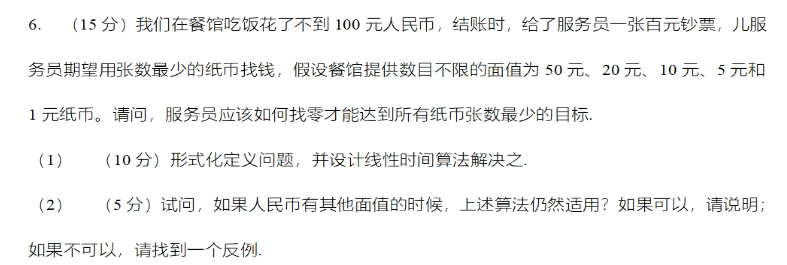 6. （15 分）我们在餐馆吃饭花了不到 100 元人民币，结账时，给了服务员一张百元钞票，儿服
务员期望用张数最少的纸币找钱，假设餐馆提供数目不限的面值为 50 元、20 元、10 元、5 元和
1 元纸币。请问，服务员应该如何找零才能达到所有纸币张数最少的目标.
（1） （10 分）形式化定义问题，并设计线性时间算法解决之.
（2） （5 分）试问，如果人民币有其他面值的时候，上述算法仍然适用？如果可以，请说明；
如果不可以，请找到一个反例.